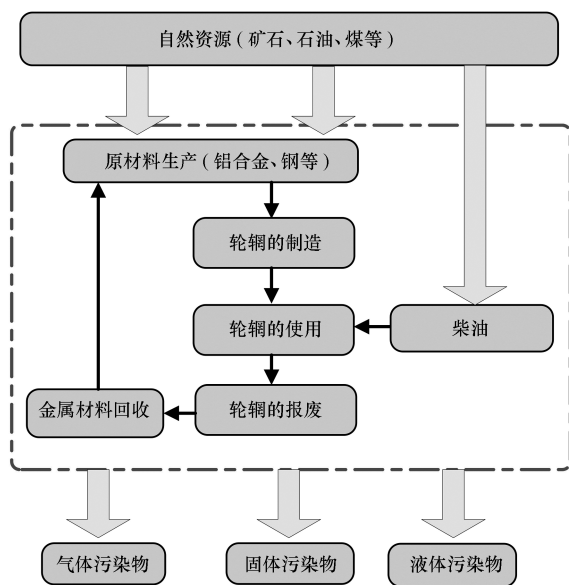 自然资源(矿石、石油、煤等)
原材料生产(铝合金、钢等)
轮辋的制造
轮辋的使用
柴油
金属材料回收
轮辋的报废
气体污染物
固体污染物
液体污染物